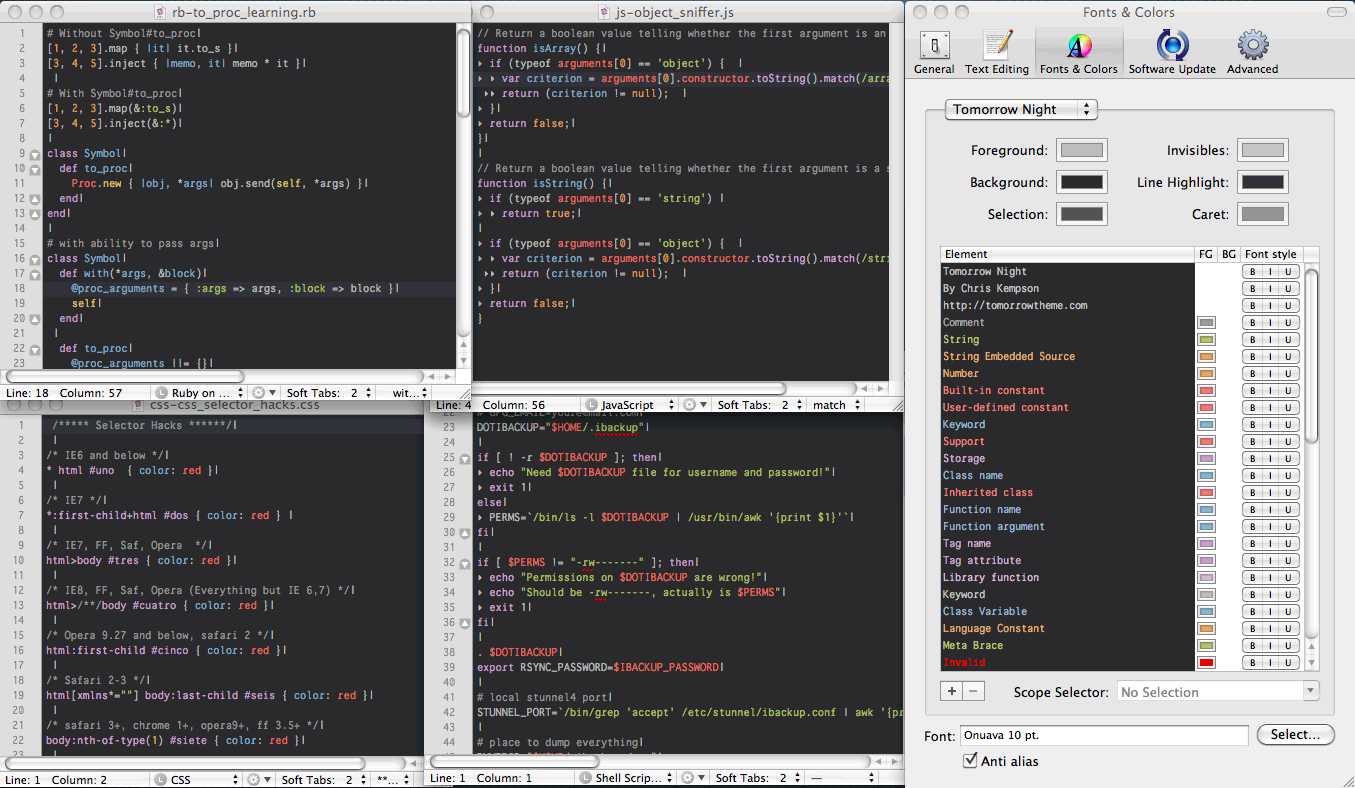 rb-to_proc_learning.rb
1 # Without Symbol#to_proc
2 [1, 2, 3].map { |it| it.to_s }
3 [3, 4, 5].inject { |memo, it| memo * it }
4
5 # With Symbol#to_proc
6 [1, 2, 3].map(&:to_s)
7 [3, 4, 5].inject(&:*)
8
9 class Symbol
10 def to_proc
11 Proc.new { |obj, *args| obj.send(self, *args) }
12 end
13 end
14
15 # with ability to pass args
16 class Symbol
17 def with(*args, &block)
18 @proc_arguments = { :args => args, :block => block }
19 self
20 end
21
22 def to_proc
23 @proc_arguments ||= {}
Line: 18 Column: 57 L Ruby on ... Soft Tabs: 2 wit...
js-object_sniffer.js
// Return a boolean value telling whether the first argument is an
function isArray() {
if (typeof arguments[0] == 'object') {
var criterion = arguments[0].constructor.toString().match(/arra
return (criterion != null);
}
return false;
}
// Return a boolean value telling whether the first argument is a s
function isString() {
if (typeof arguments[0] == 'string')
return true;
if (typeof arguments[0] == 'object') {
var criterion = arguments[0].constructor.toString().match(/stri
return (criterion != null);
}
return false;
}
Line: 4 Column: 56 L JavaScript Soft Tabs: 2 match
css-css_selector_hacks.css
1 /***** Selector Hacks ******/
2
3 /* IE6 and below */
4 * html #uno { color: red }
5
6 /* IE7 */
7 *:first-child+html #dos { color: red }
8
9 /* IE7, FF, Saf, Opera */
10 html>body #tres { color: red }
11
12 /* IE8, FF, Saf, Opera (Everything but IE 6,7) */
13 html>/**/body #cuatro { color: red }
14
15 /* Opera 9.27 and below, safari 2 */
16 html:first-child #cinco { color: red }
17
18 /* Safari 2-3 */
19 html[xmlns*=""] body:last-child #seis { color: red }
20
21 /* safari 3+, chrome 1+, opera9+, ff 3.5+ */
22 body:nth-of-type(1) #siete { color: red }
23
Line: 1 Column: 2 L CSS Soft Tabs: 2 **...
22
23 DOTIBACKUP="$HOME/.ibackup"
24
25 if [ ! -r $DOTIBACKUP ]; then
26 echo "Need $DOTIBACKUP file for username and password!"
27 exit 1
28 else
29 PERMS=`/bin/ls -l $DOTIBACKUP | /usr/bin/awk '{print $1}'`
30 fi
31
32 if [ $PERMS != "-rw-------" ]; then
33 echo "Permissions on $DOTIBACKUP are wrong!"
34 echo "Should be -rw-------, actually is $PERMS"
35 exit 1
36 fi
37
38 . $DOTIBACKUP
39 export RSYNC_PASSWORD=$IBACKUP_PASSWORD
40
41 # local stunnel4 port
42 STUNNEL_PORT=`/bin/grep 'accept' /etc/stunnel/ibackup.conf | awk '{pr
43
44 # place to dump everything
Line: 1 Column: 1 L Shell Scrip... Soft Tabs: 2 —
Fonts & Colors
General Text Editing Fonts & Colors Software Update Advanced
Tomorrow Night
Foreground: Invisibles:
Background: Line Highlight:
Selection: Caret:
Element FG BG Font style
Tomorrow Night B I U
By Chris Kempson B I U
http://tomorrowtheme.com B I U
Comment B I U
String B I U
String Embedded Source B I U
Number B I U
Built-in constant B I U
User-defined constant B I U
Keyword B I U
Support B I U
Storage B I U
Class name B I U
Inherited class B I U
Function name B I U
Function argument B I U
Tag name B I U
Tag attribute B I U
Library function B I U
Keyword B I U
Class Variable B I U
Language Constant B I U
Meta Brace B I U
Invalid B I U
+ − Scope Selector: No Selection
Font: Onuava 10 pt. Select...
Anti alias